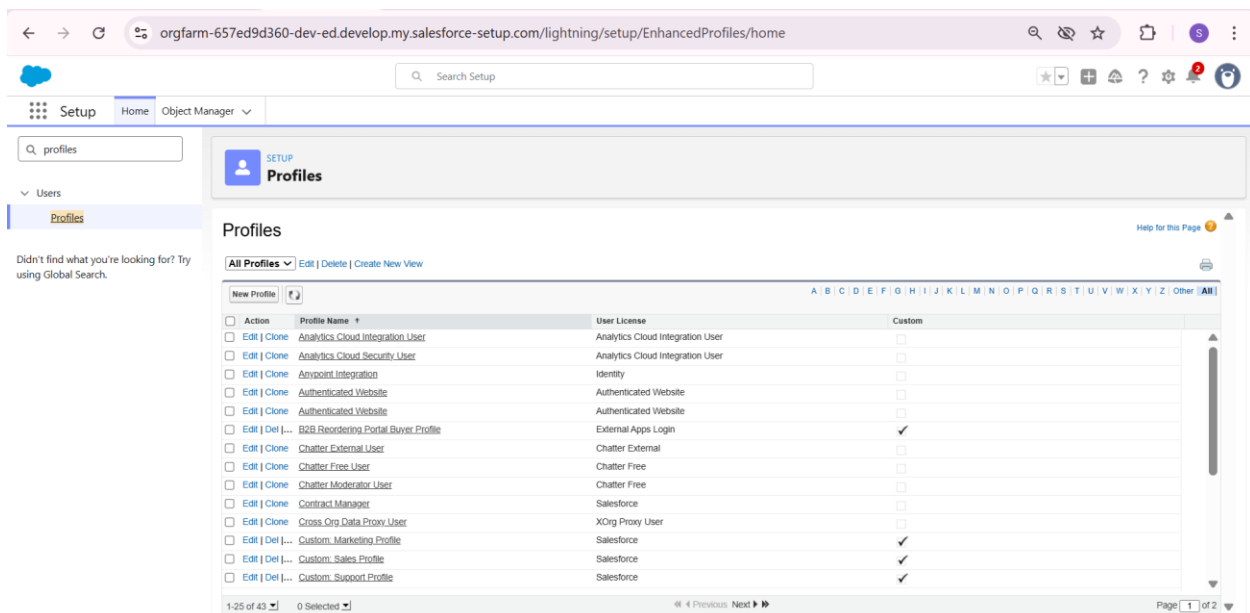 orgfarm-657ed9d360-dev-ed.develop.my.salesforce-setup.com/lightning/setup/EnhancedProfiles/home
S
Search Setup
2
Setup Home Object Manager
profiles
Users
Profiles
Didn't find what you're looking for? Try
using Global Search.
SETUP
Profiles
Profiles
Help for this Page
All Profiles Edit | Delete | Create New View
New Profile
A | B | C | D | E | F | G | H | I | J | K | L | M | N | O | P | Q | R | S | T | U | V | W | X | Y | Z | Other | All
Action Profile Name User License Custom
Edit | Clone Analytics Cloud Integration User Analytics Cloud Integration User
Edit | Clone Analytics Cloud Security User Analytics Cloud Integration User
Edit | Clone Anypoint Integration Identity
Edit | Clone Authenticated Website Authenticated Website
Edit | Clone Authenticated Website Authenticated Website
Edit | Del |... B2B Reordering Portal Buyer Profile External Apps Login
Edit | Clone Chatter External User Chatter External
Edit | Clone Chatter Free User Chatter Free
Edit | Clone Chatter Moderator User Chatter Free
Edit | Clone Contract Manager Salesforce
Edit | Clone Cross Org Data Proxy User XOrg Proxy User
Edit | Del |... Custom: Marketing Profile Salesforce
Edit | Del |... Custom: Sales Profile Salesforce
Edit | Del |... Custom: Support Profile Salesforce
1-25 of 43 0 Selected Previous Next Page 1 of 2